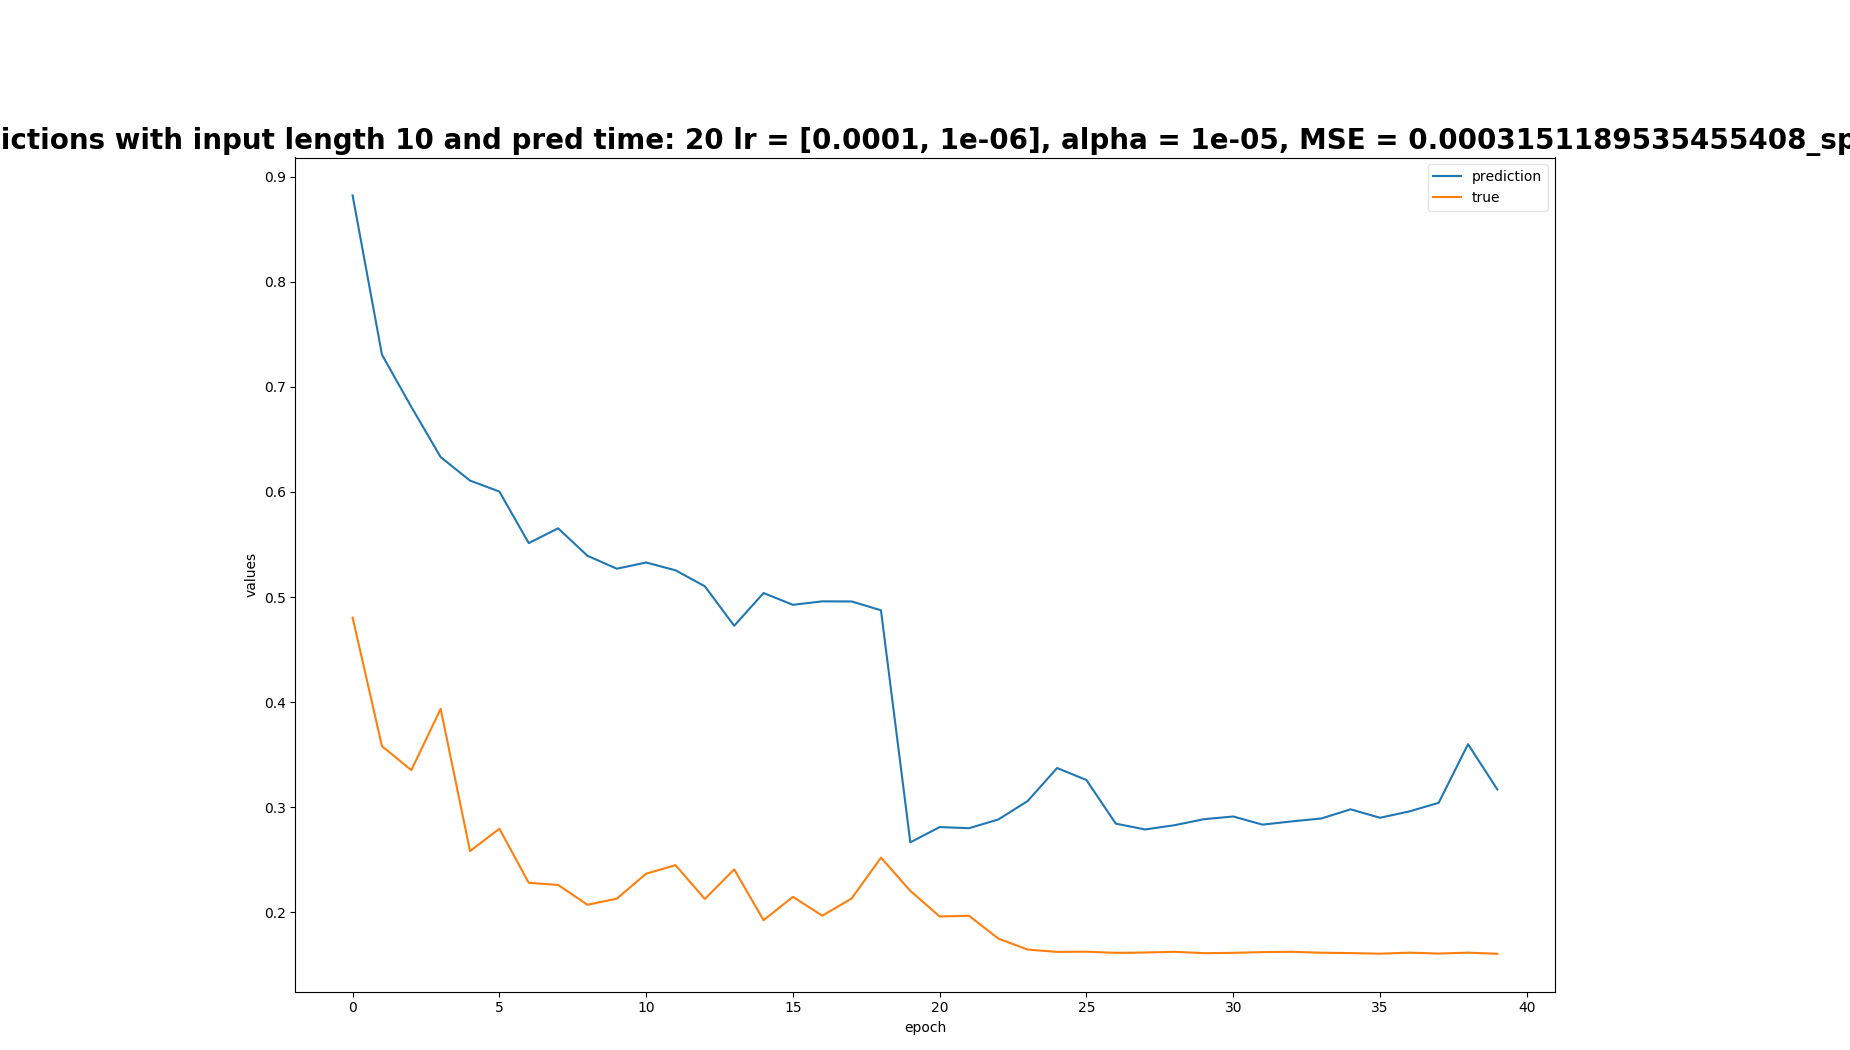 ictions with input length 10 and pred time: 20 lr = [0.0001, 1e-06], alpha = 1e-05, MSE = 0.0003151189535455408_sp
prediction
true
0.9
0.8
0.7
0.6
0.5
0.4
0.3
0.2
values
0 5 10 15 20 25 30 35 40
epoch